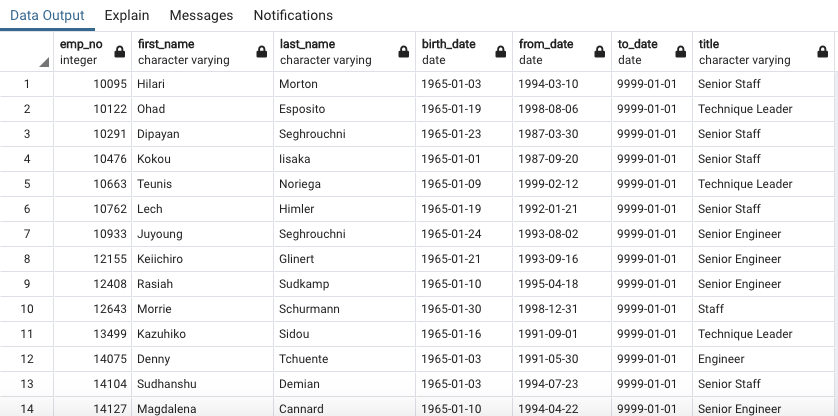 Data Output Explain Messages Notifications
emp_no first_name last_name birth_date from_date to_date title
integer character varying character varying date date date character varying
1 10095 Hilari Morton 1965-01-03 1994-03-10 9999-01-01 Senior Staff
2 10122 Ohad Esposito 1965-01-19 1998-08-06 9999-01-01 Technique Leader
3 10291 Dipayan Seghrouchni 1965-01-23 1987-03-30 9999-01-01 Senior Staff
4 10476 Kokou Iisaka 1965-01-01 1987-09-20 9999-01-01 Senior Staff
5 10663 Teunis Noriega 1965-01-09 1999-02-12 9999-01-01 Technique Leader
6 10762 Lech Himler 1965-01-19 1992-01-21 9999-01-01 Senior Staff
7 10933 Juyoung Seghrouchni 1965-01-24 1993-08-02 9999-01-01 Senior Engineer
8 12155 Keiichiro Glinert 1965-01-21 1993-09-16 9999-01-01 Senior Engineer
9 12408 Rasiah Sudkamp 1965-01-10 1995-04-18 9999-01-01 Senior Engineer
10 12643 Morrie Schurmann 1965-01-30 1998-12-31 9999-01-01 Staff
11 13499 Kazuhiko Sidou 1965-01-16 1991-09-01 9999-01-01 Technique Leader
12 14075 Denny Tchuente 1965-01-03 1991-05-30 9999-01-01 Engineer
13 14104 Sudhanshu Demian 1965-01-03 1994-07-23 9999-01-01 Senior Staff
14 14127 Magdalena Cannard 1965-01-10 1994-04-22 9999-01-01 Senior Engineer